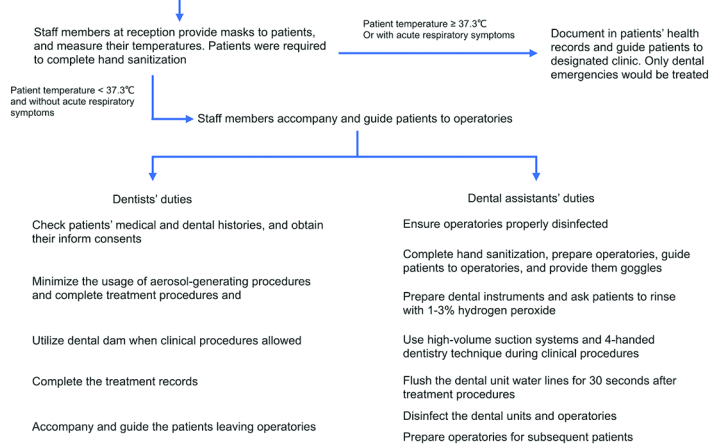 Patient temperature ≥ 37.3℃
Or with acute respiratory symptoms
Staff members at reception provide masks to patients,
and measure their temperatures. Patients were required
to complete hand sanitization
Document in patients' health
records and guide patients to
designated clinic. Only dental
emergencies would be treated
Patient temperature < 37.3℃
and without acute respiratory
symptoms
Staff members accompany and guide patients to operatories
Dentists' duties
Check patients' medical and dental histories, and obtain
their inform consents
Minimize the usage of aerosol-generating procedures
and complete treatment procedures and
Utilize dental dam when clinical procedures allowed
Complete the treatment records
Accompany and guide the patients leaving operatories
Dental assistants' duties
Ensure operatories properly disinfected
Complete hand sanitization, prepare operatories, guide
patients to operatories, and provide them goggles
Prepare dental instruments and ask patients to rinse
with 1-3% hydrogen peroxide
Use high-volume suction systems and 4-handed
dentistry technique during clinical procedures
Flush the dental unit water lines for 30 seconds after
treatment procedures
Disinfect the dental units and operatories
Prepare operatories for subsequent patients